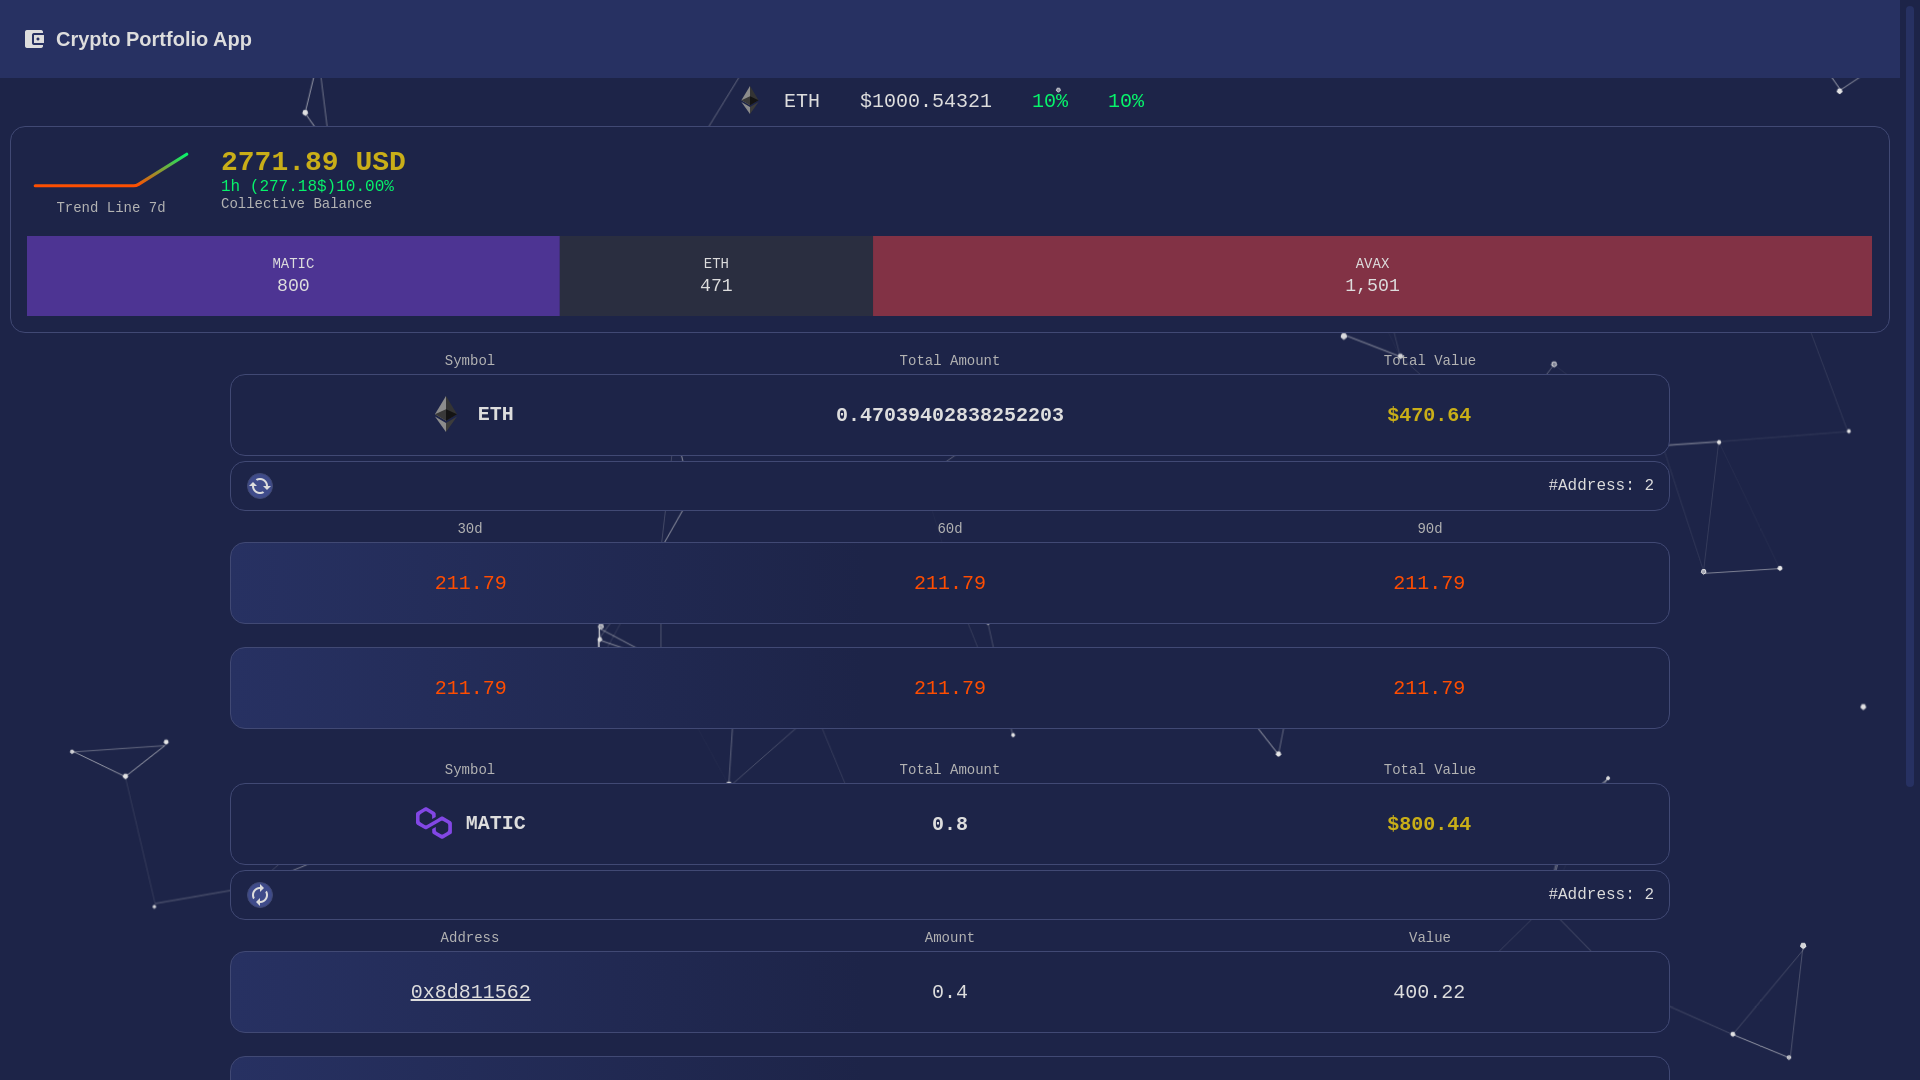 Crypto Portfolio App
ETH $1000.54321 10% 10%
2771.89 USD
1h (277.18$)10.00%
Collective Balance
Trend Line 7d
MATIC ETH AVAX
800 471 1,501
Symbol Total Amount Total Value
ETH 0.47039402838252203 $470.64
#Address: 2
30d 60d 90d
211.79 211.79 211.79
211.79 211.79 211.79
Symbol Total Amount Total Value
MATIC 0.8 $800.44
#Address: 2
Address Amount Value
0x8d811562 0.4 400.22